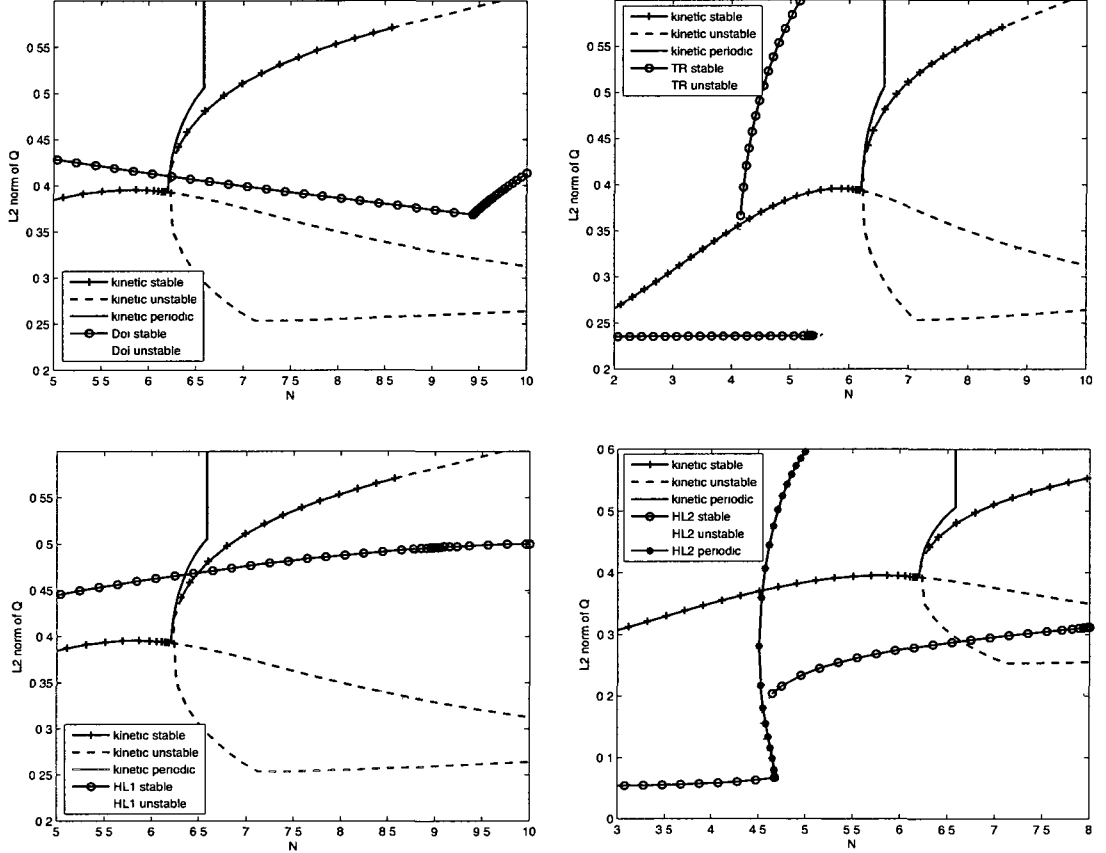 0 55
0 5
0 45
0 4
0 35
0 3
0 25
0 2
L2 norm of Q
kinetic stable
kinetic unstable
kinetic periodic
Doi stable
Doi unstable
5 5 5 6 6 5 7 7 5 8 8 5 9 9 5 10
N
0 55
0 5
0 45
0 4
0 35
0 3
0 25
0 2
L2 norm of Q
kinetic stable
kinetic unstable
kinetic periodic
TR stable
TR unstable
2 3 4 5 6 7 8 9 10
N
0 55
0 5
0 45
0 4
0 35
0 3
0 25
0 2
L2 norm of Q
kinetic stable
kinetic unstable
kinetic periodic
HL1 stable
HL1 unstable
5 5 5 6 6 5 7 7 5 8 8 5 9 9 5 10
N
0 6
0 5
0 4
0 3
0 2
0 1
0
L2 norm of Q
kinetic stable
kinetic unstable
kinetic periodic
HL2 stable
HL2 unstable
HL2 periodic
3 3 5 4 4 5 5 5 5 6 6 5 7 7 5 8
N